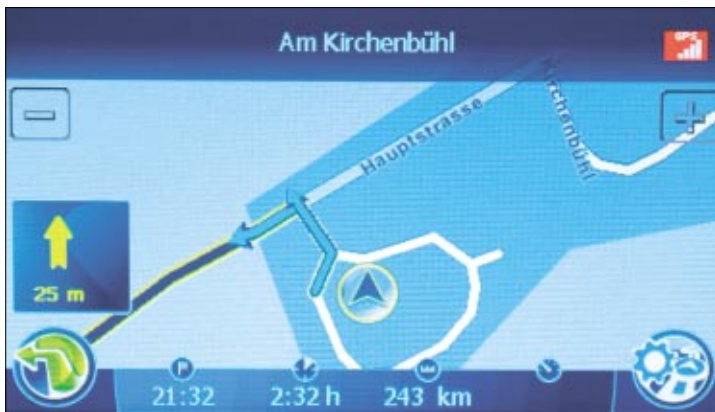 Am Kirchenbühl
GPS
Hauptstrasse
Kirchenbühl
25 m
P
21:32
2:32 h
243 km